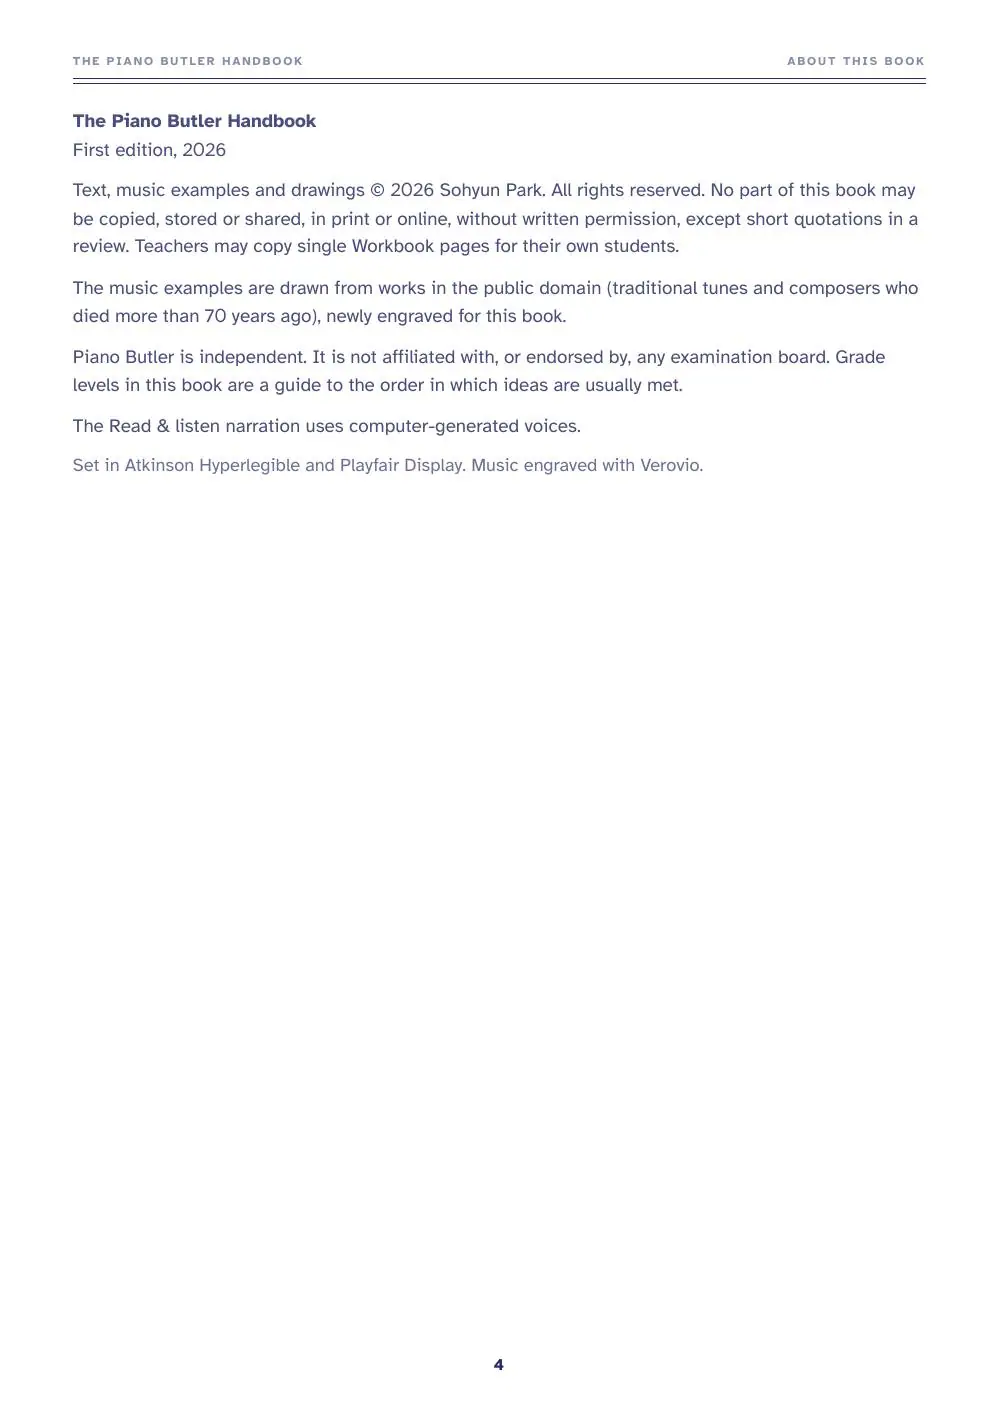 THE PIANO BUTLER HANDBOOK
ABOUT THIS BOOK
The Piano Butler Handbook
First edition, 2026
Text, music examples and drawings © 2026 Sohyun Park. All rights reserved. No part of this book may
be copied, stored or shared, in print or online, without written permission, except short quotations in a
review. Teachers may copy single Workbook pages for their own students.
The music examples are drawn from works in the public domain (traditional tunes and composers who
died more than 70 years ago), newly engraved for this book.
Piano Butler is independent. It is not affiliated with, or endorsed by, any examination board. Grade
levels in this book are a guide to the order in which ideas are usually met.
The Read & listen narration uses computer-generated voices.
Set in Atkinson Hyperlegible and Playfair Display. Music engraved with Verovio.
4